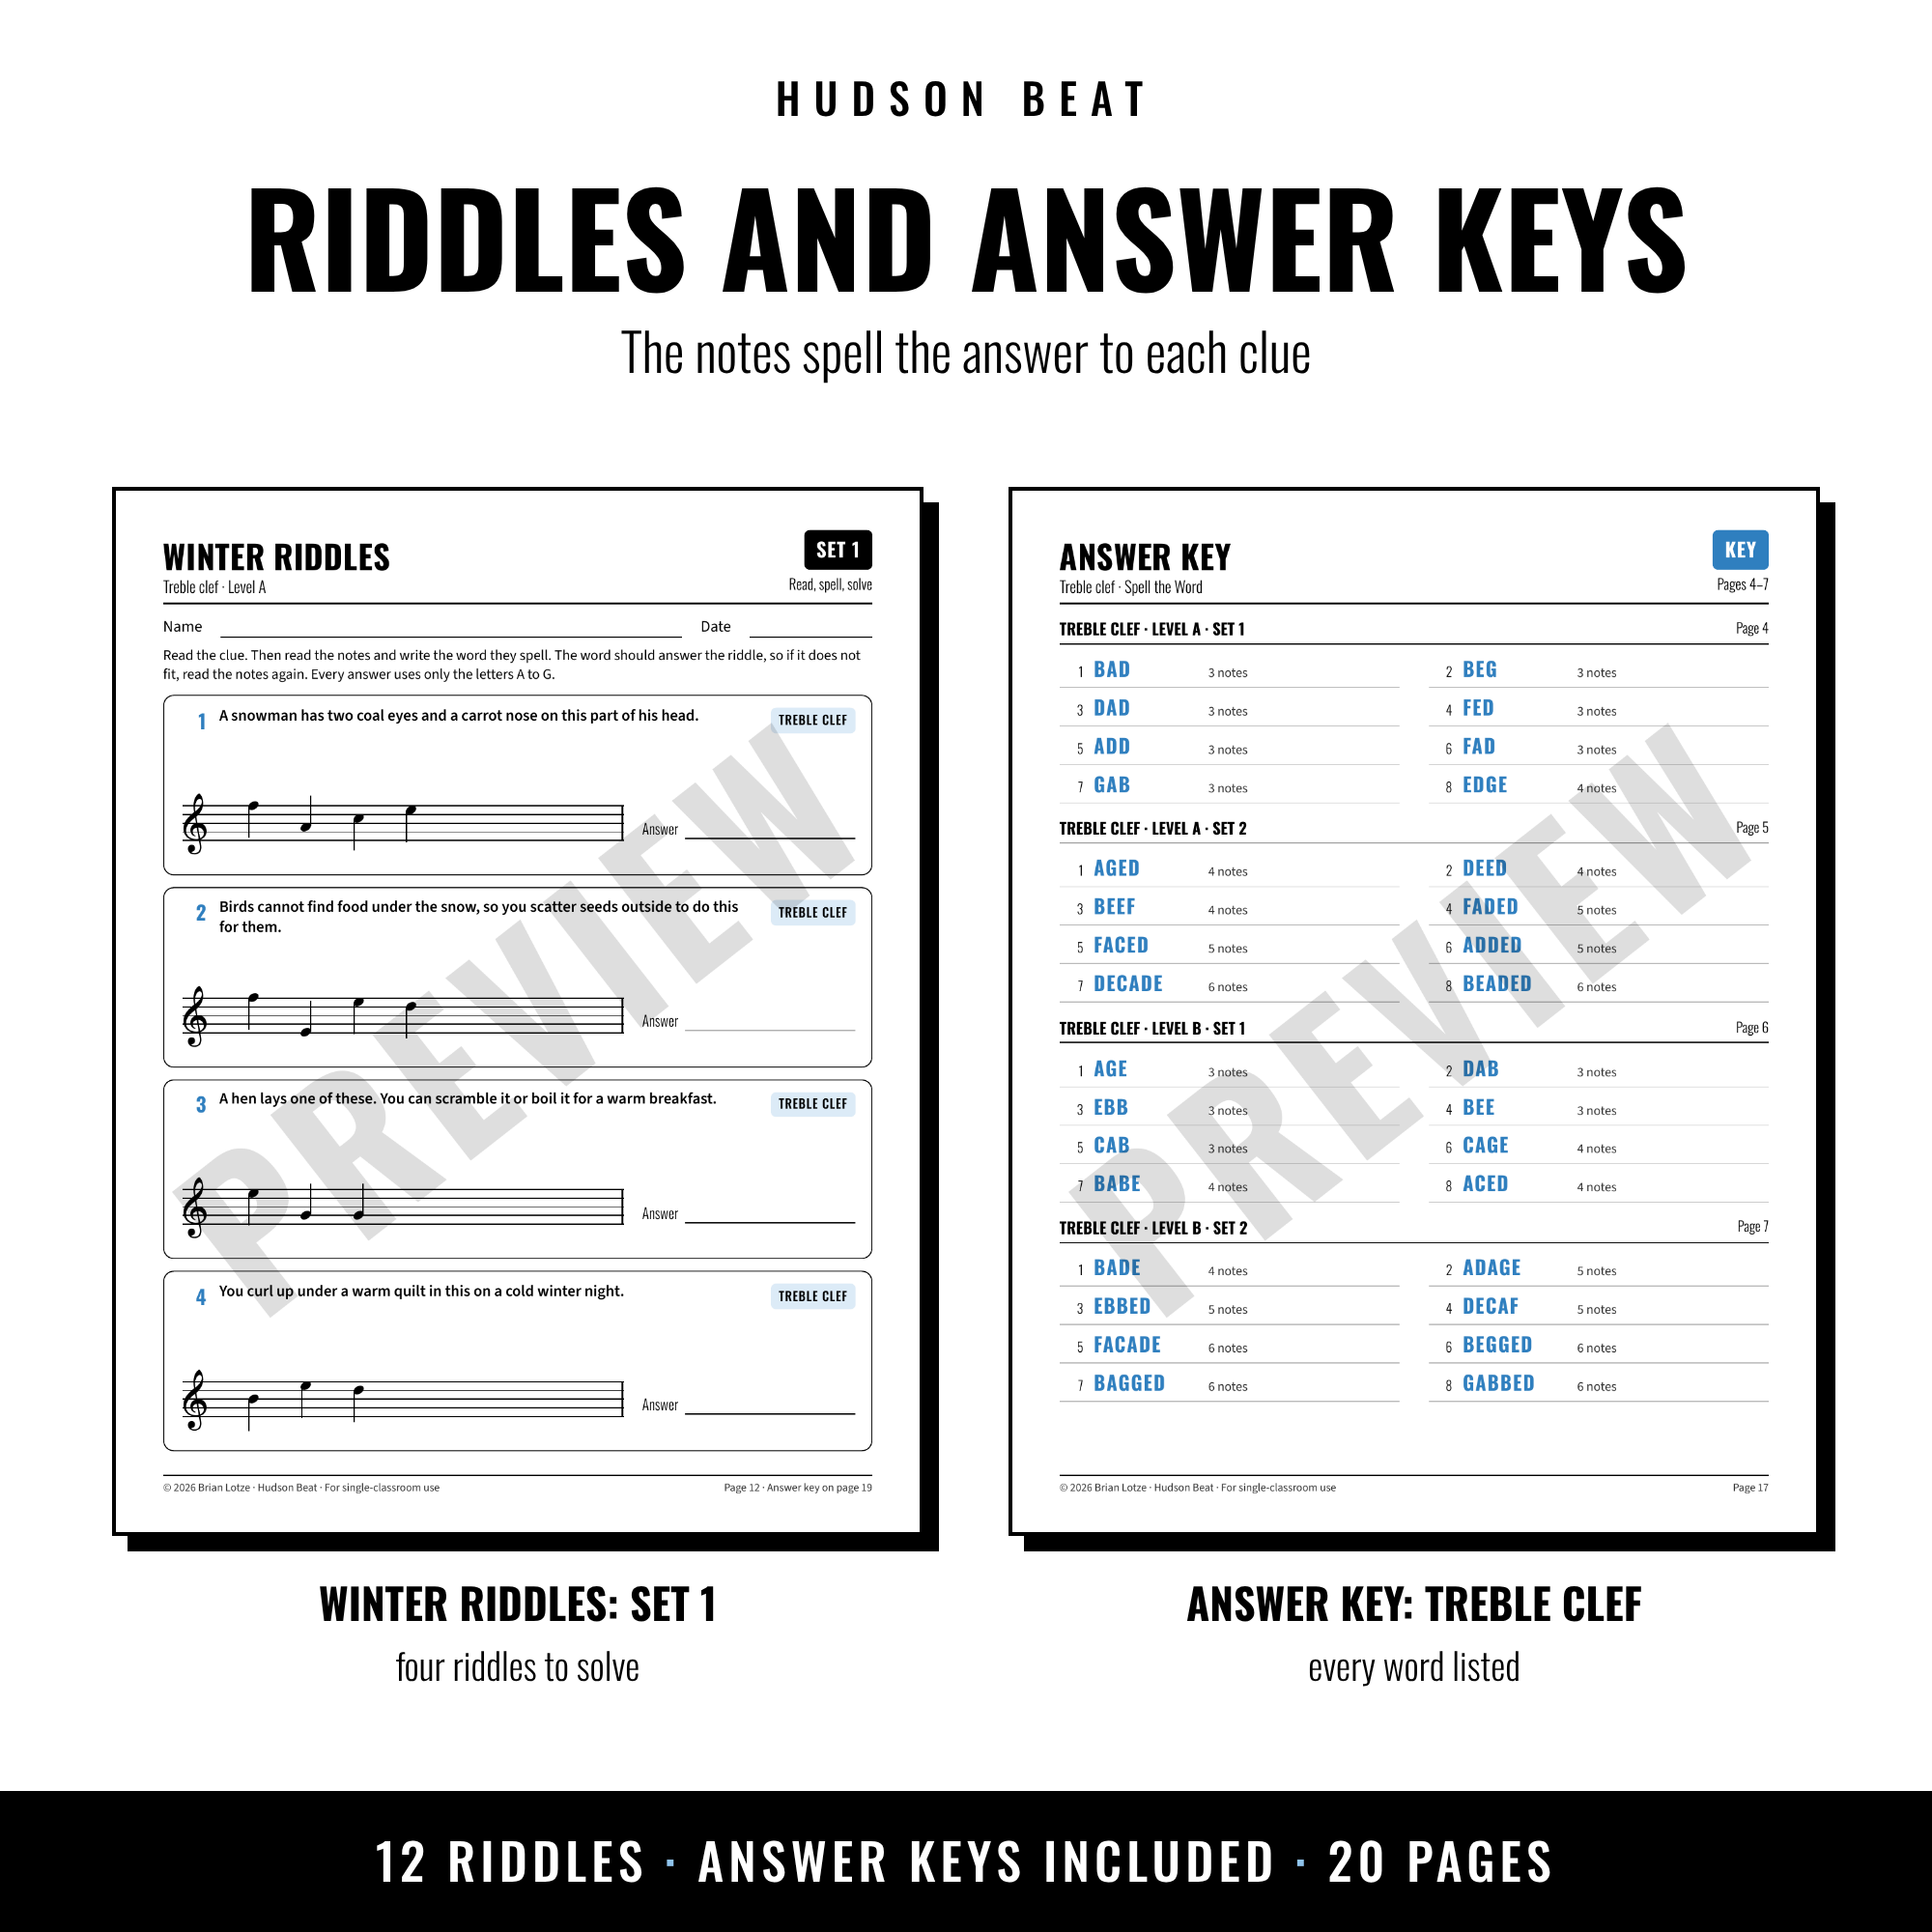 HUDSON BEAT
RIDDLES AND ANSWER KEYS
The notes spell the answer to each clue
WINTER RIDDLES
SET 1
Treble clef · Level A
Read, spell, solve
Name
Date
Read the clue. Then read the notes and write the word they spell. The word should answer the riddle, so if it does not
fit, read the notes again. Every answer uses only the letters A to G.
1 A snowman has two coal eyes and a carrot nose on this part of his head.
TREBLE CLEF
Answer
2 Birds cannot find food under the snow, so you scatter seeds outside to do this
for them.
TREBLE CLEF
Answer
3 A hen lays one of these. You can scramble it or boil it for a warm breakfast.
TREBLE CLEF
Answer
4 You curl up under a warm quilt in this on a cold winter night.
TREBLE CLEF
Answer
PREVIEW
© 2026 Brian Lotze · Hudson Beat · For single-classroom use
Page 12 · Answer key on page 19
WINTER RIDDLES: SET 1
four riddles to solve
ANSWER KEY
KEY
Treble clef · Spell the Word
Pages 4–7
TREBLE CLEF · LEVEL A · SET 1 Page 4
1 BAD 3 notes 2 BEG 3 notes
3 DAD 3 notes 4 FED 3 notes
5 ADD 3 notes 6 FAD 3 notes
7 GAB 3 notes 8 EDGE 4 notes
TREBLE CLEF · LEVEL A · SET 2 Page 5
1 AGED 4 notes 2 DEED 4 notes
3 BEEF 4 notes 4 FADED 5 notes
5 FACED 5 notes 6 ADDED 5 notes
7 DECADE 6 notes 8 BEADED 6 notes
TREBLE CLEF · LEVEL B · SET 1 Page 6
1 AGE 3 notes 2 DAB 3 notes
3 EBB 3 notes 4 BEE 3 notes
5 CAB 3 notes 6 CAGE 4 notes
7 BABE 4 notes 8 ACED 4 notes
TREBLE CLEF · LEVEL B · SET 2 Page 7
1 BADE 4 notes 2 ADAGE 5 notes
3 EBBED 5 notes 4 DECAF 5 notes
5 FACADE 6 notes 6 BEGGED 6 notes
7 BAGGED 6 notes 8 GABBED 6 notes
PREVIEW
© 2026 Brian Lotze · Hudson Beat · For single-classroom use
Page 17
ANSWER KEY: TREBLE CLEF
every word listed
12 RIDDLES · ANSWER KEYS INCLUDED · 20 PAGES